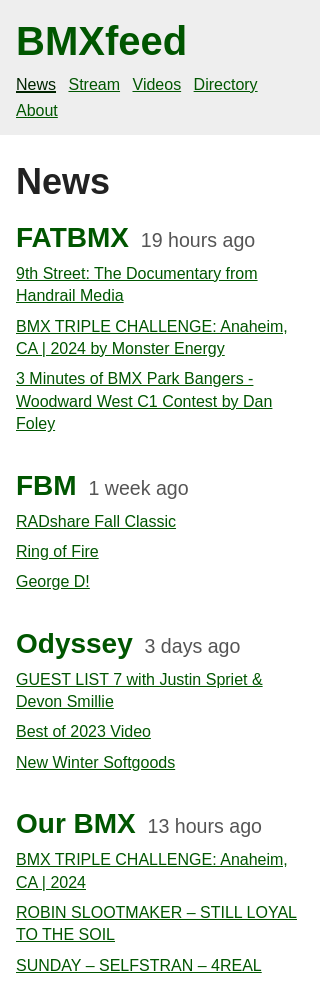 BMXfeed
News Stream Videos Directory
About
News
FATBMX 19 hours ago
9th Street: The Documentary from
Handrail Media
BMX TRIPLE CHALLENGE: Anaheim,
CA | 2024 by Monster Energy
3 Minutes of BMX Park Bangers -
Woodward West C1 Contest by Dan
Foley
FBM 1 week ago
RADshare Fall Classic
Ring of Fire
George D!
Odyssey 3 days ago
GUEST LIST 7 with Justin Spriet &
Devon Smillie
Best of 2023 Video
New Winter Softgoods
Our BMX 13 hours ago
BMX TRIPLE CHALLENGE: Anaheim,
CA | 2024
ROBIN SLOOTMAKER – STILL LOYAL
TO THE SOIL
SUNDAY – SELFSTRAN – 4REAL